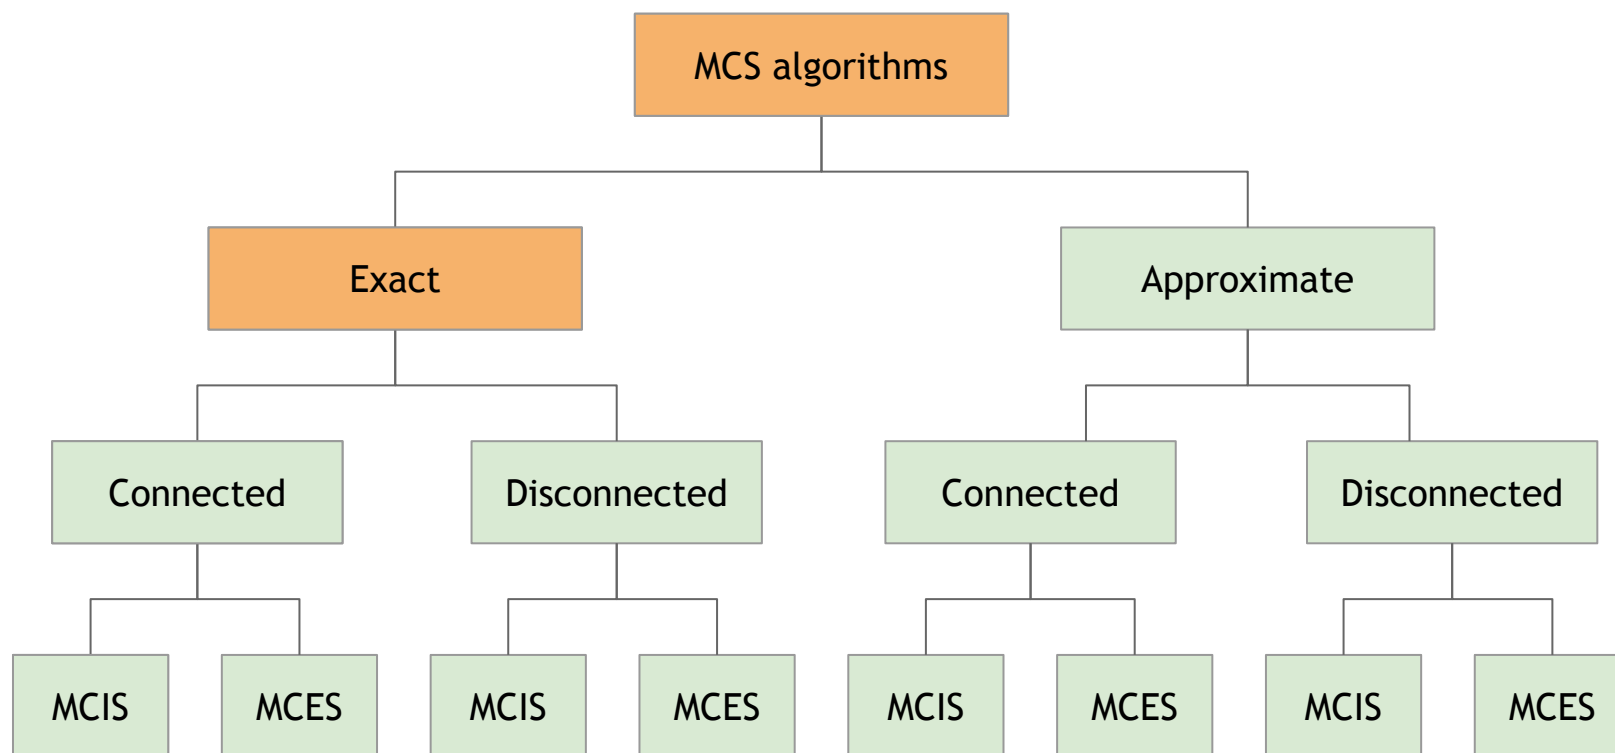 MCS algorithms
Exact
Approximate
Connected
Disconnected
Connected
Disconnected
MCIS
MCES
MCIS
MCES
MCIS
MCES
MCIS
MCES